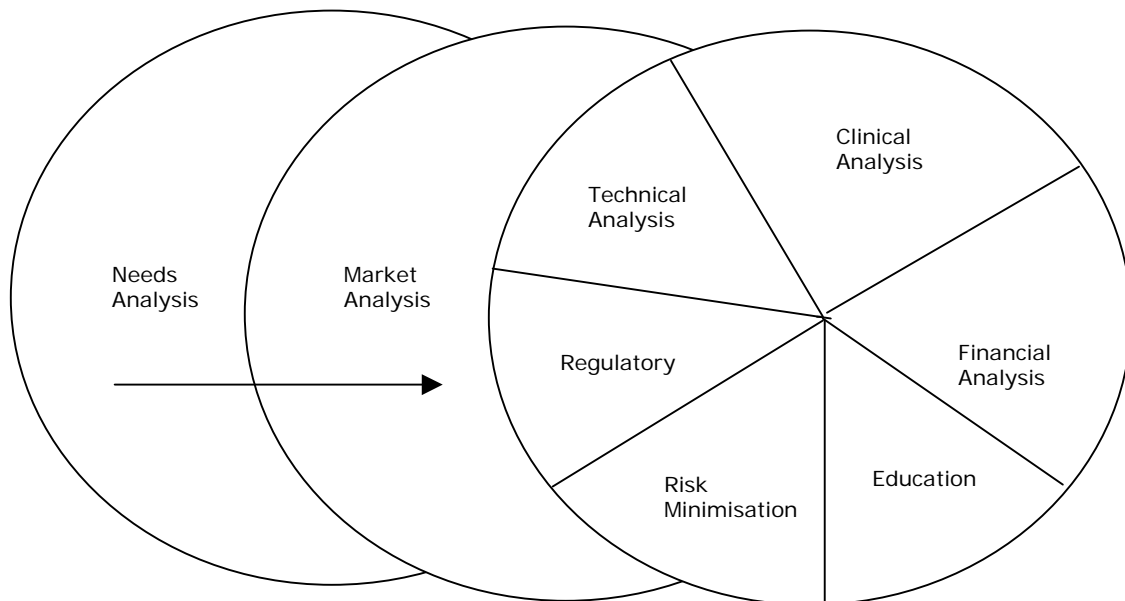 Needs
Analysis
Market
Analysis
Technical
Analysis
Clinical
Analysis
Regulatory
Financial
Analysis
Risk
Minimisation
Education